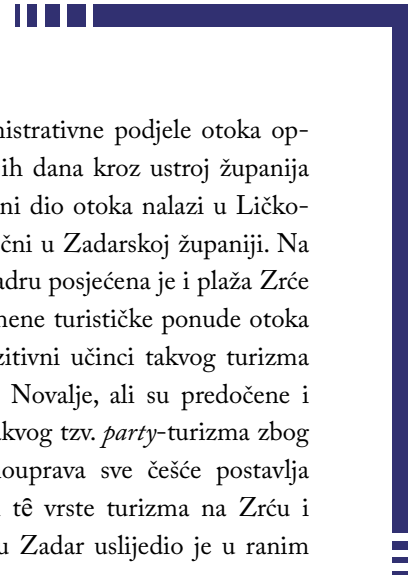 nistrativne podjele otoka op-
ih dana kroz ustroj županija
ni dio otoka nalazi u Ličko-
čni u Zadarskoj županiji. Na
adru posjećena je i plaža Zrće
nene turističke ponude otoka
zitivni učinci takvog turizma
Novalje, ali su predočene i
kvog tzv. party-turizma zbog
ouprava sve češće postavlja
tȇ vrste turizma na Zrću i
u Zadar uslijedio je u ranim